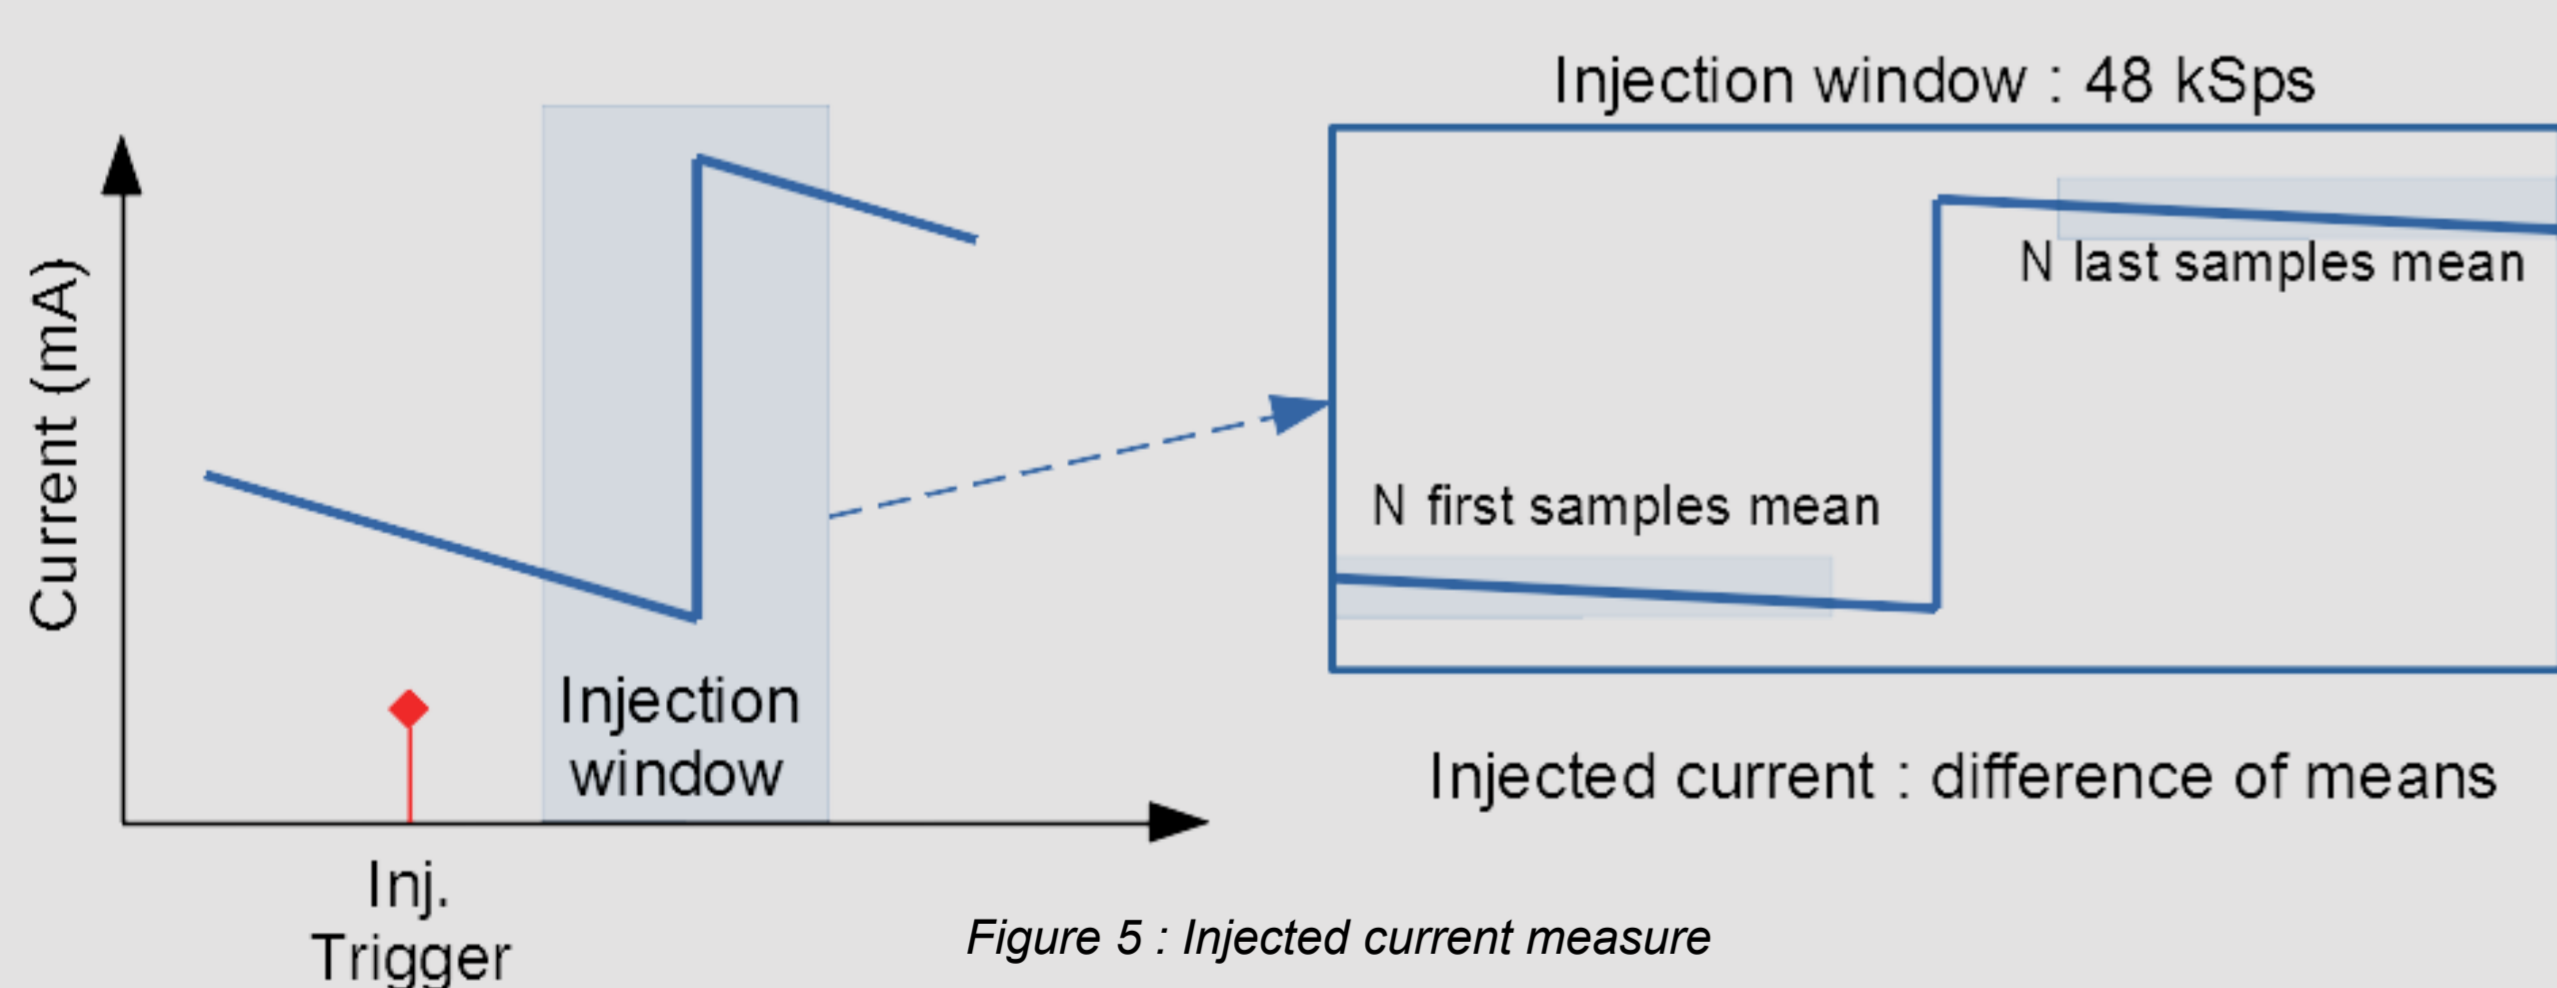 Injection window : 48 kSps
Current (mA)
N last samples mean
N first samples mean
Injection
window
Injected current : difference of means
Inj.
Trigger
Figure 5 : Injected current measure